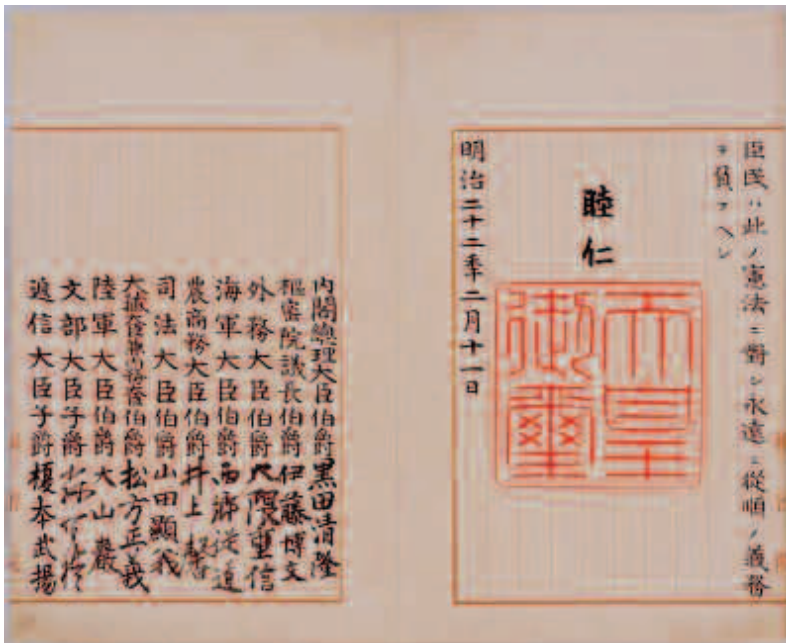 臣民ハ此ノ憲法ニ對シ永遠ニ從順ノ義務
ヲ負フヘシ
睦仁
天皇
御璽
明治二十二年二月十一日
内閣總理大臣伯爵黒田清隆
樞密院議長伯爵伊藤博文
外務大臣伯爵大隈重信
海軍大臣伯爵西郷從道
農商務大臣伯爵井上馨
司法大臣伯爵山田顯義
大藏大臣兼内務大臣伯爵松方正義
陸軍大臣伯爵大山巖
文部大臣子爵森有禮
遞信大臣子爵榎本武揚